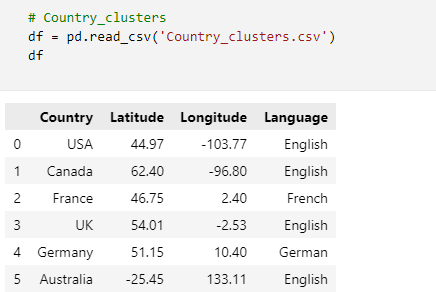 # Country_clusters
df = pd.read_csv('Country_clusters.csv')
df
Country Latitude Longitude Language
0 USA 44.97 -103.77 English
1 Canada 62.40 -96.80 English
2 France 46.75 2.40 French
3 UK 54.01 -2.53 English
4 Germany 51.15 10.40 German
5 Australia -25.45 133.11 English